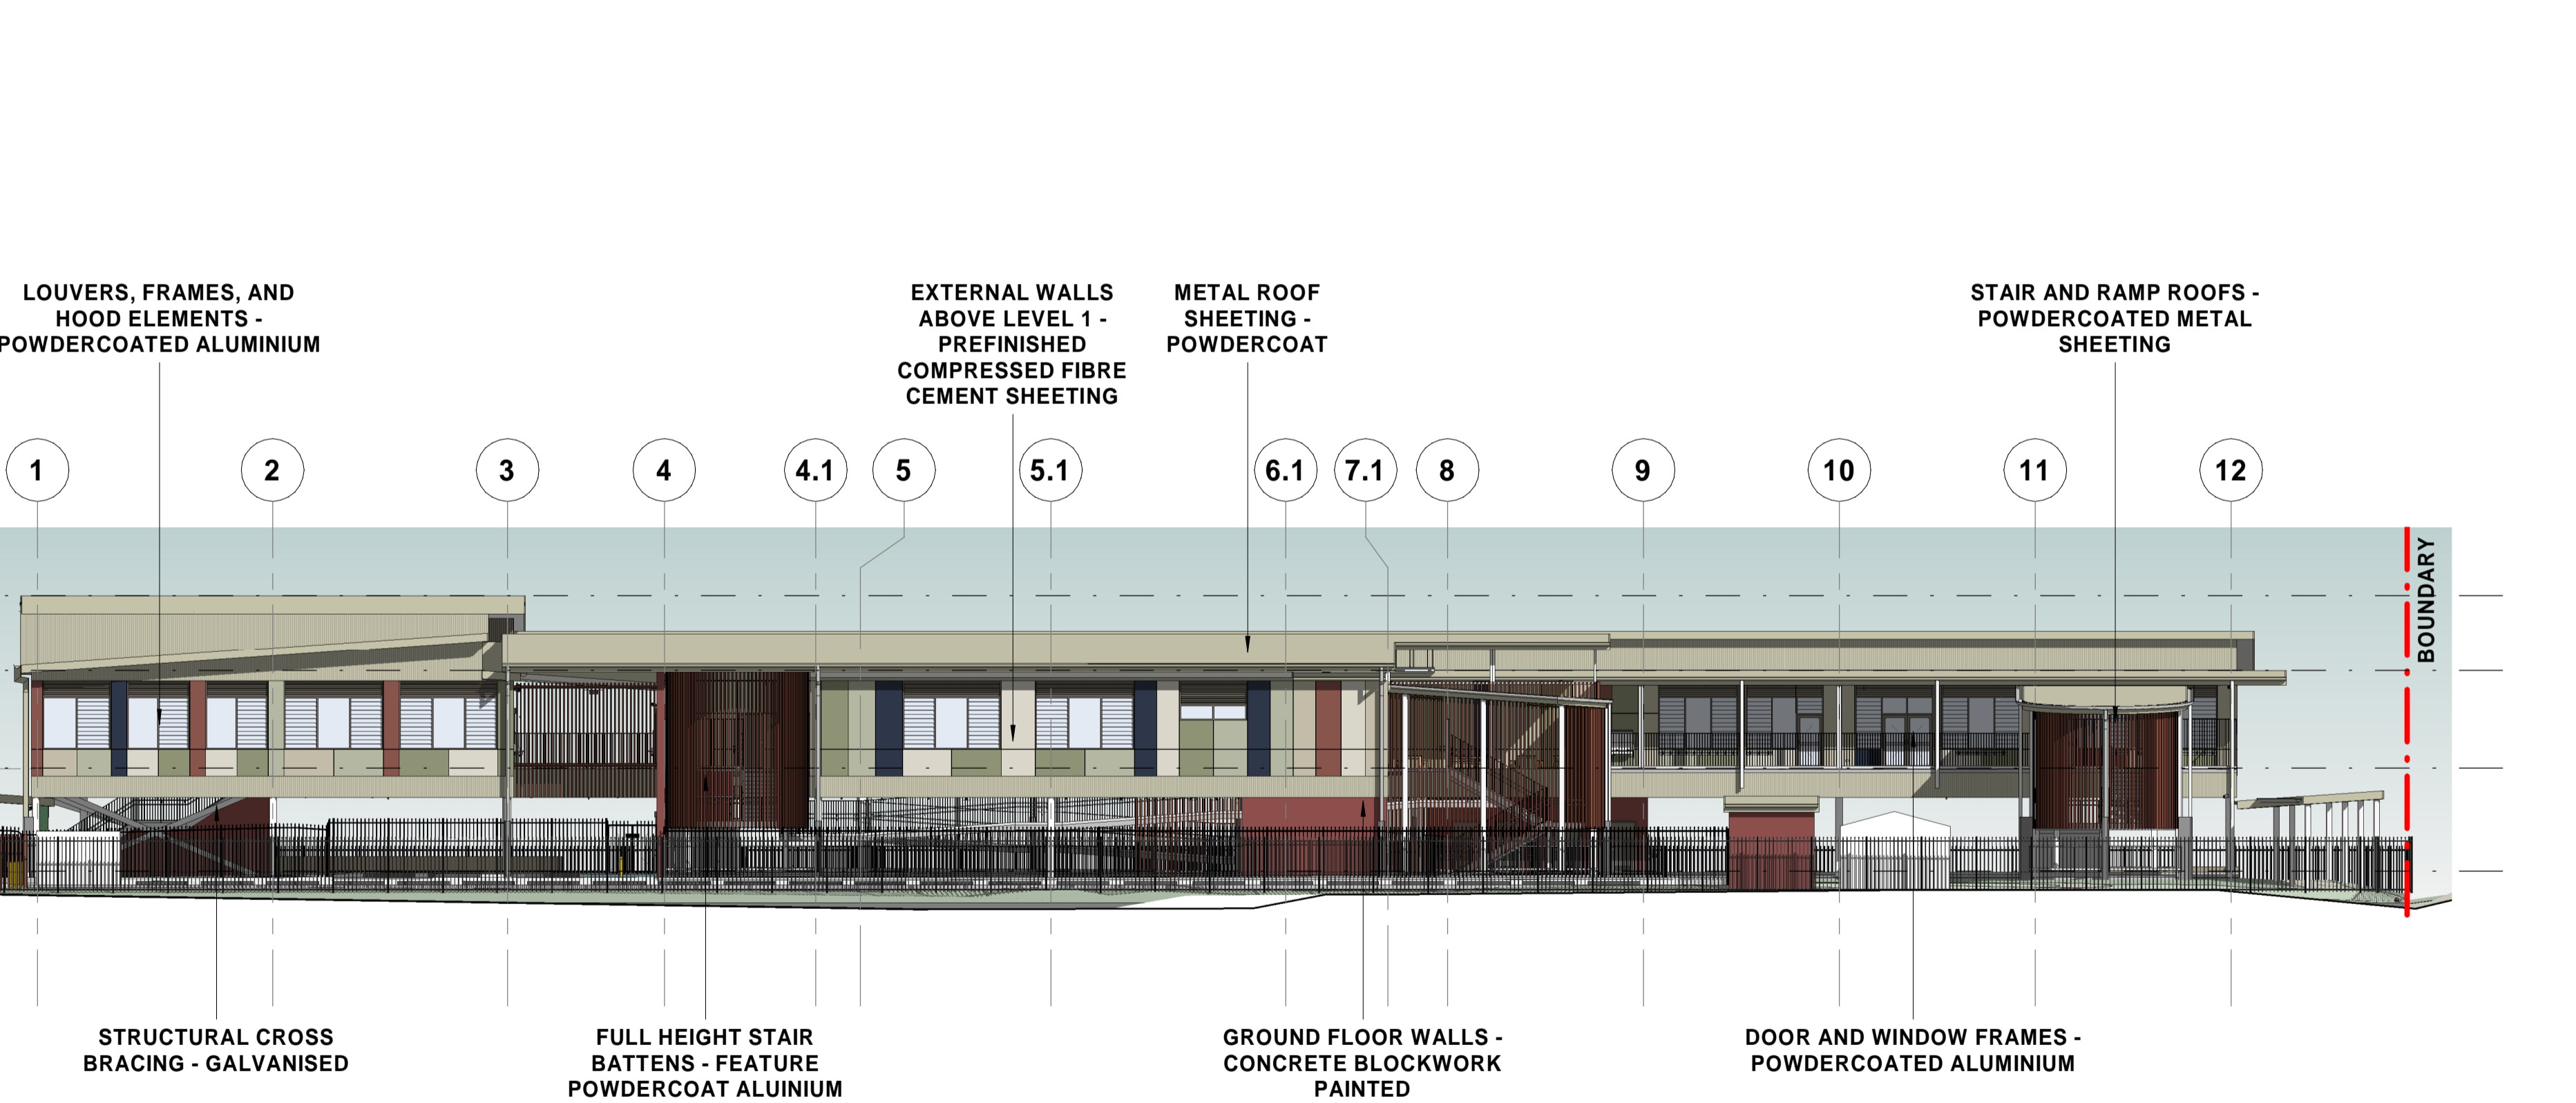 LOUVERS, FRAMES, AND
HOOD ELEMENTS -
POWDERCOATED ALUMINIUM
EXTERNAL WALLS
ABOVE LEVEL 1 -
PREFINISHED
COMPRESSED FIBRE
CEMENT SHEETING
METAL ROOF
SHEETING -
POWDERCOAT
STAIR AND RAMP ROOFS -
POWDERCOATED METAL
SHEETING
1
2
3
4
4.1
5
5.1
6.1
7.1
8
9
10
11
12
BOUNDARY
STRUCTURAL CROSS
BRACING - GALVANISED
FULL HEIGHT STAIR
BATTENS - FEATURE
POWDERCOAT ALUINIUM
GROUND FLOOR WALLS -
CONCRETE BLOCKWORK
PAINTED
DOOR AND WINDOW FRAMES -
POWDERCOATED ALUMINIUM